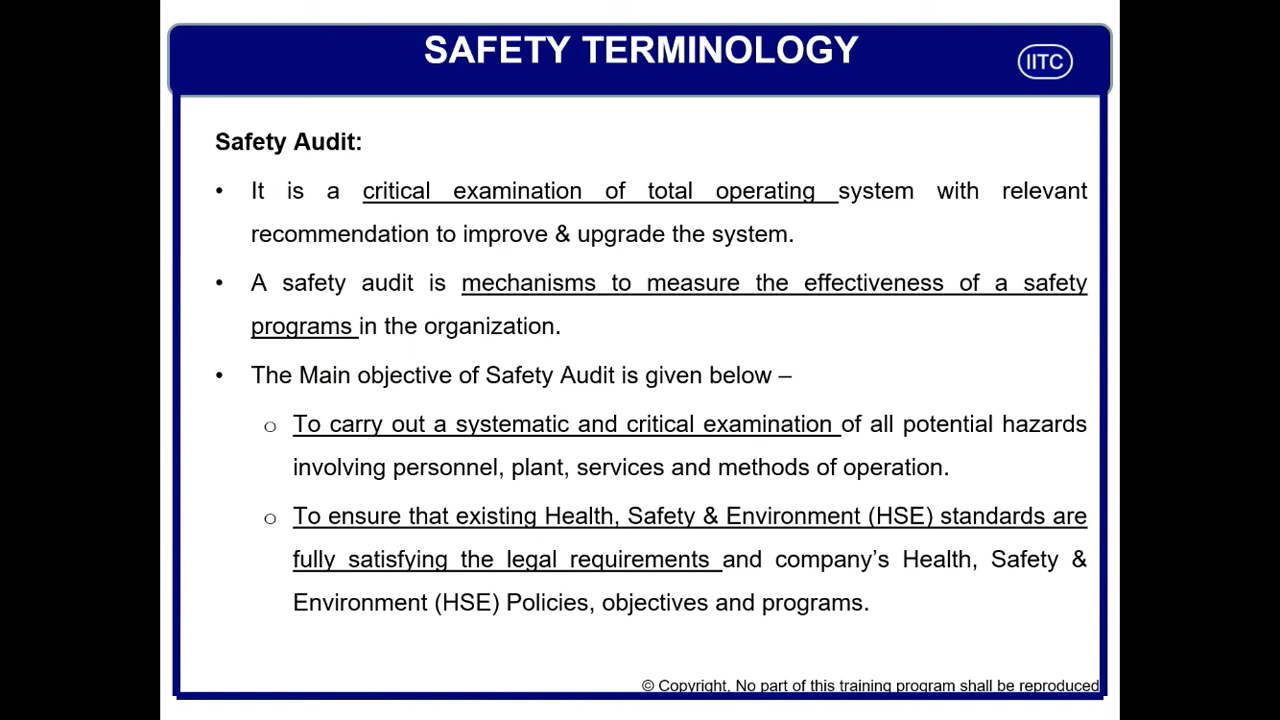 SAFETY TERMINOLOGY
IITC
Safety Audit:
• It is a critical examination of total operating system with relevant
recommendation to improve & upgrade the system.
• A safety audit is mechanisms to measure the effectiveness of a safety
programs in the organization.
• The Main objective of Safety Audit is given below –
o To carry out a systematic and critical examination of all potential hazards
involving personnel, plant, services and methods of operation.
o To ensure that existing Health, Safety & Environment (HSE) standards are
fully satisfying the legal requirements and company’s Health, Safety &
Environment (HSE) Policies, objectives and programs.
© Copyright, No part of this training program shall be reproduced